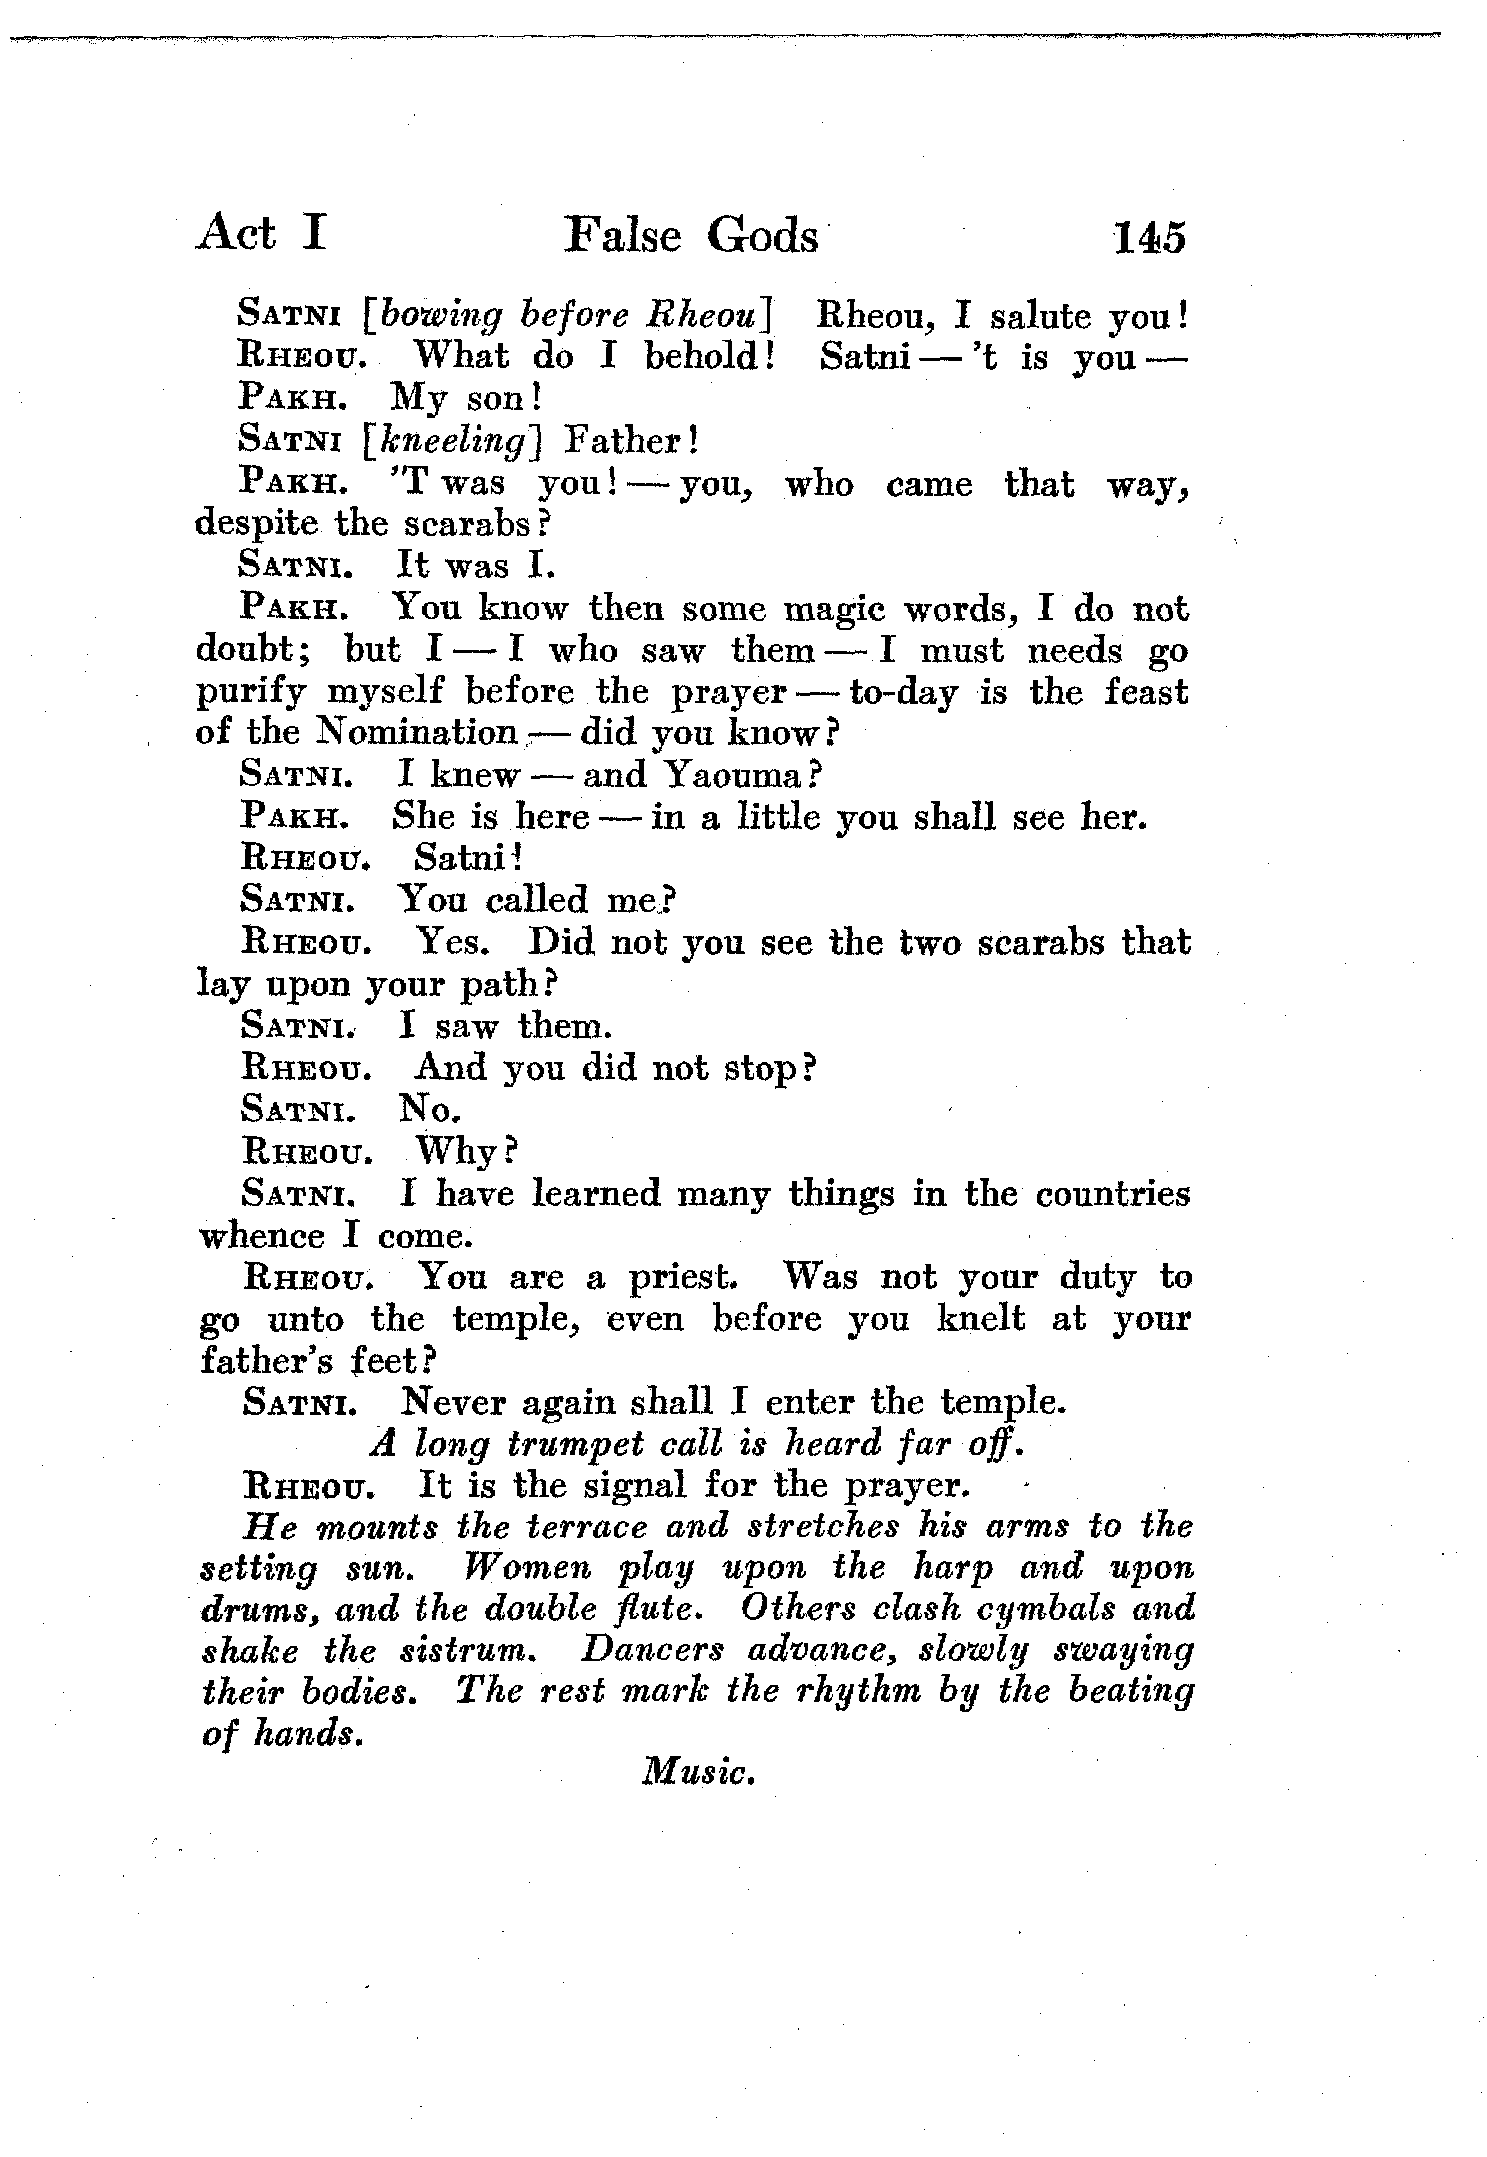 Act I False Gods 145
SATNI [bowing before Rheou] Rheou, I salute you!
RHEOU. What do I behold! Satni — 't is you —
PAKH. My son!
SATNI [kneeling] Father!
PAKH. 'T was you! — you, who came that way,
despite the scarabs?
SATNI. It was I.
PAKH. You know then some magic words, I do not
doubt; but I — I who saw them — I must needs go
purify myself before the prayer — to-day is the feast
of the Nomination — did you know?
SATNI. I knew — and Yaouma?
PAKH. She is here — in a little you shall see her.
RHEOU. Satni!
SATNI. You called me?
RHEOU. Yes. Did not you see the two scarabs that
lay upon your path?
SATNI. I saw them.
RHEOU. And you did not stop?
SATNI. No.
RHEOU. Why?
SATNI. I have learned many things in the countries
whence I come.
RHEOU. You are a priest. Was not your duty to
go unto the temple, even before you knelt at your
father's feet?
SATNI. Never again shall I enter the temple.
A long trumpet call is heard far off.
RHEOU. It is the signal for the prayer.
He mounts the terrace and stretches his arms to the
setting sun. Women play upon the harp and upon
drums, and the double flute. Others clash cymbals and
shake the sistrum. Dancers advance, slowly swaying
their bodies. The rest mark the rhythm by the beating
of hands.
Music.